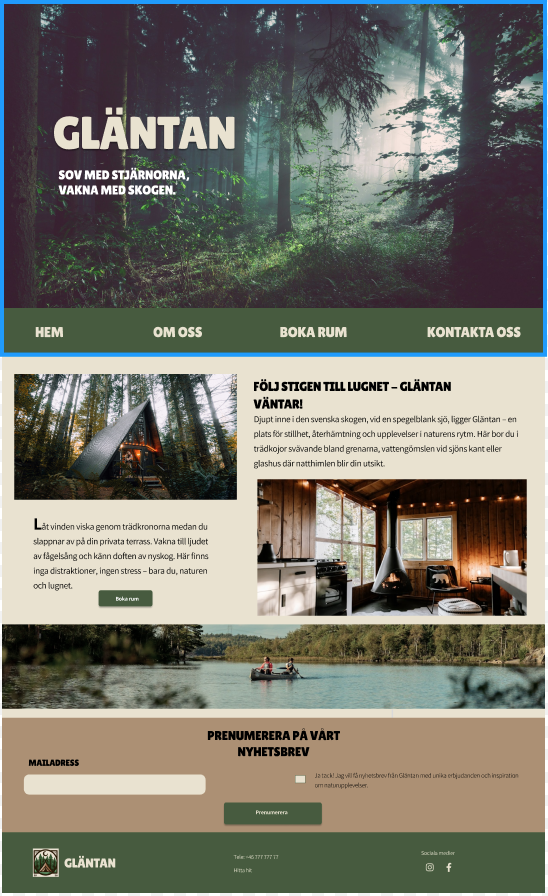 GLÄNTAN
SOV MED STJÄRNORNA,
VAKNA MED SKOGEN.
HEM OM OSS BOKA RUM KONTAKTA OSS
FÖLJ STIGEN TILL LUGNET – GLÄNTAN
VÄNTAR!
Djupt inne i den svenska skogen, vid en spegelblank sjö, ligger Gläntan – en
plats för stillhet, återhämtning och upplevelser i naturens rytm. Här bor du i
trädkojor svävande bland grenarna, vattengömslen vid sjöns kant eller
glashus där natthimlen blir din utsikt.
Låt vinden viska genom trädkronorna medan du
slappnar av på din privata terrass. Vakna till ljudet
av fågelsång och känn doften av nyskog. Här finns
inga distraktioner, ingen stress – bara du, naturen
och lugnet.
Boka rum
PRENUMERERA PÅ VÅRT
NYHETSBREV
MAILADRESS
Ja tack! Jag vill få nyhetsbrev från Gläntan med unika erbjudanden och inspiration
om naturupplevelser.
Prenumerera
GLÄNTAN
Tele: +46 777 777 77
Hitta hit
Sociala medier